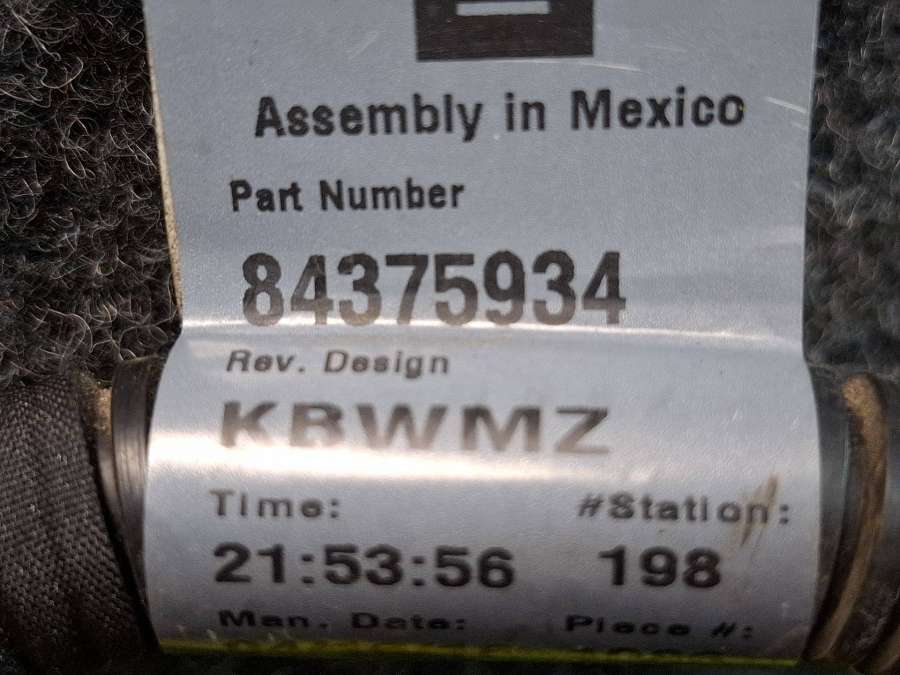 Assembly in Mexico
Part Number
84375934
Rev. Design
KBWMZ
Time: #Station:
21:53:56 198
Man. Date: Piece #: